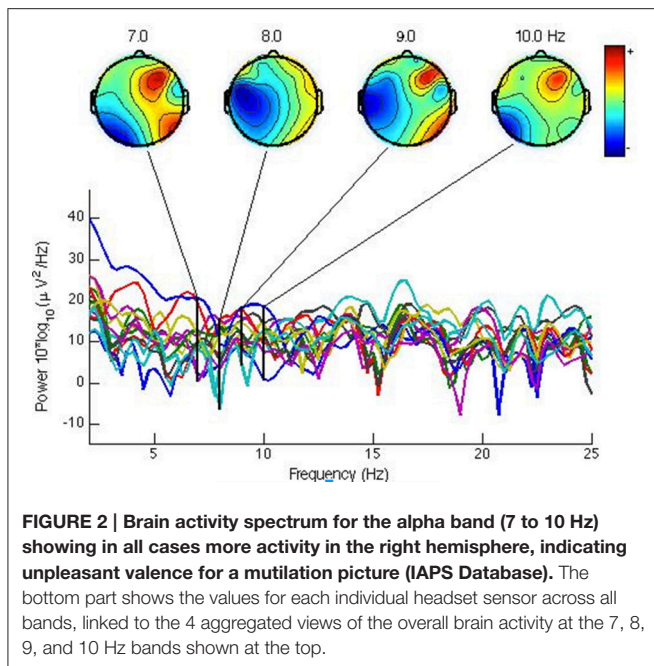 7.0 8.0 9.0 10.0 Hz
+
-
40
30
20
10
0
-10
Power 10*log10(μV²/Hz)
5 10 15 20 25
Frequency (Hz)
FIGURE 2 | Brain activity spectrum for the alpha band (7 to 10 Hz)
showing in all cases more activity in the right hemisphere, indicating
unpleasant valence for a mutilation picture (IAPS Database). The
bottom part shows the values for each individual headset sensor across all
bands, linked to the 4 aggregated views of the overall brain activity at the 7, 8,
9, and 10 Hz bands shown at the top.